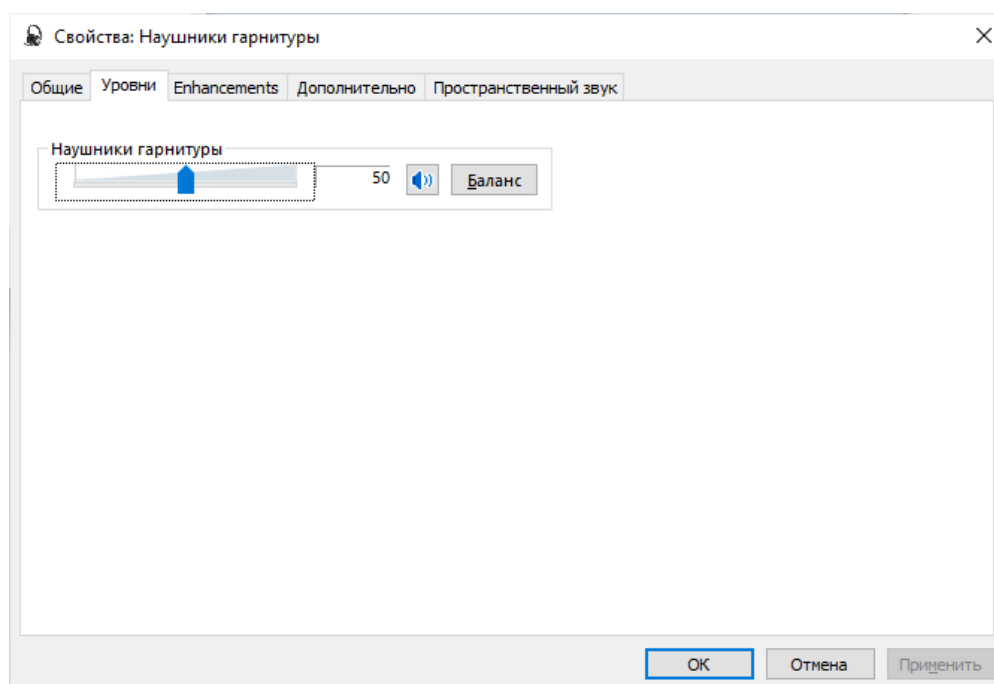 Свойства: Наушники гарнитуры
Общие Уровни Enhancements Дополнительно Пространственный звук
Наушники гарнитуры
50 Баланс
OK Отмена Применить